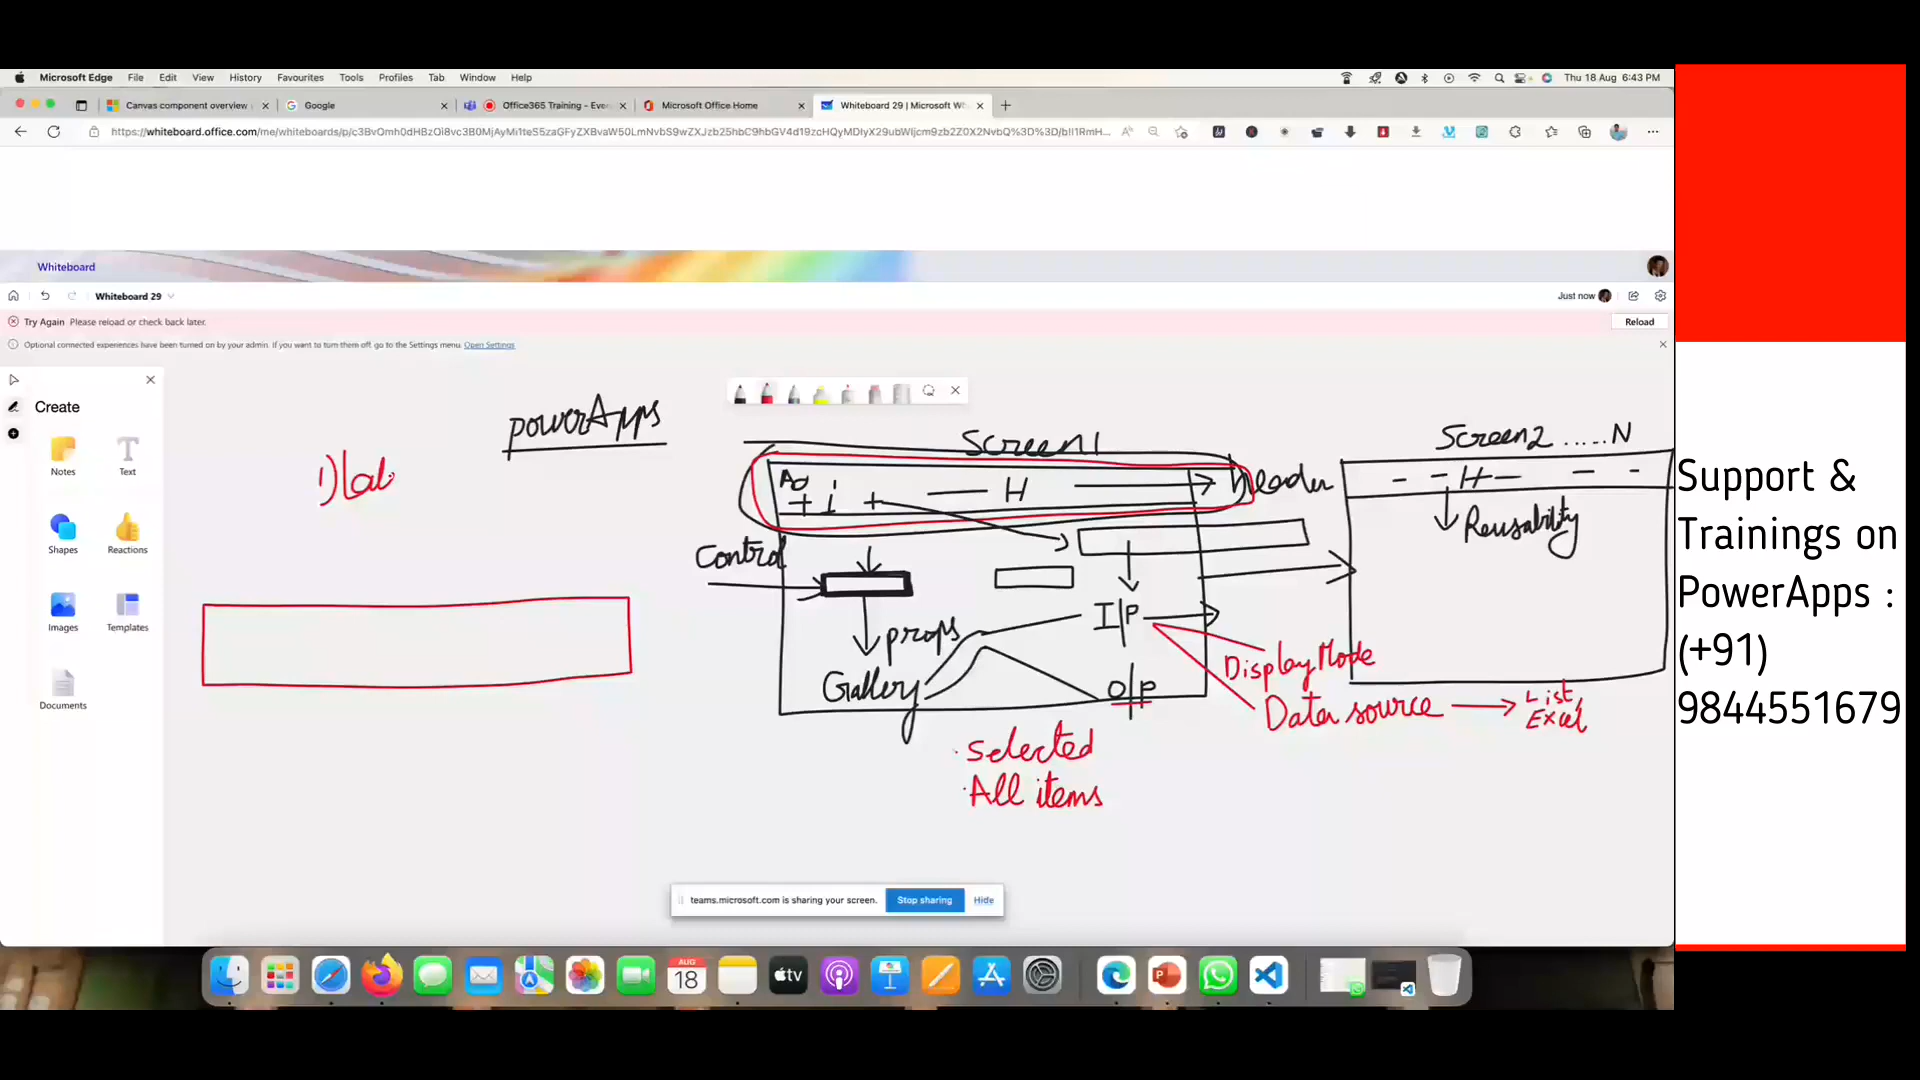 Microsoft Edge File Edit View History Favourites Tools Profiles Tab Window Help
Thu 18 Aug 6:43 PM
Canvas component overview
Google
Office365 Training - Eve
Microsoft Office Home
Whiteboard 29 | Microsoft Wh
Whiteboard
Whiteboard 29
Just now
Try Again Please reload or check back later.
Reload
Optional connected experiences have been turned on by your admin. If you want to turn them off, go to the Settings menu. Open Settings
Create
Notes
Text
Shapes
Reactions
Images
Templates
Documents
powerApps
1) lab
Screen1
H
header
Control
props
Gallery
I/P
O/P
Selected
All items
Display Mode
Data source
List,
Excel
Screen2 ..... N
- - H - - -
Reusability
teams.microsoft.com is sharing your screen.
Stop sharing
Hide
AUG
18
tv
Support &
Trainings on
PowerApps :
(+91)
9844551679